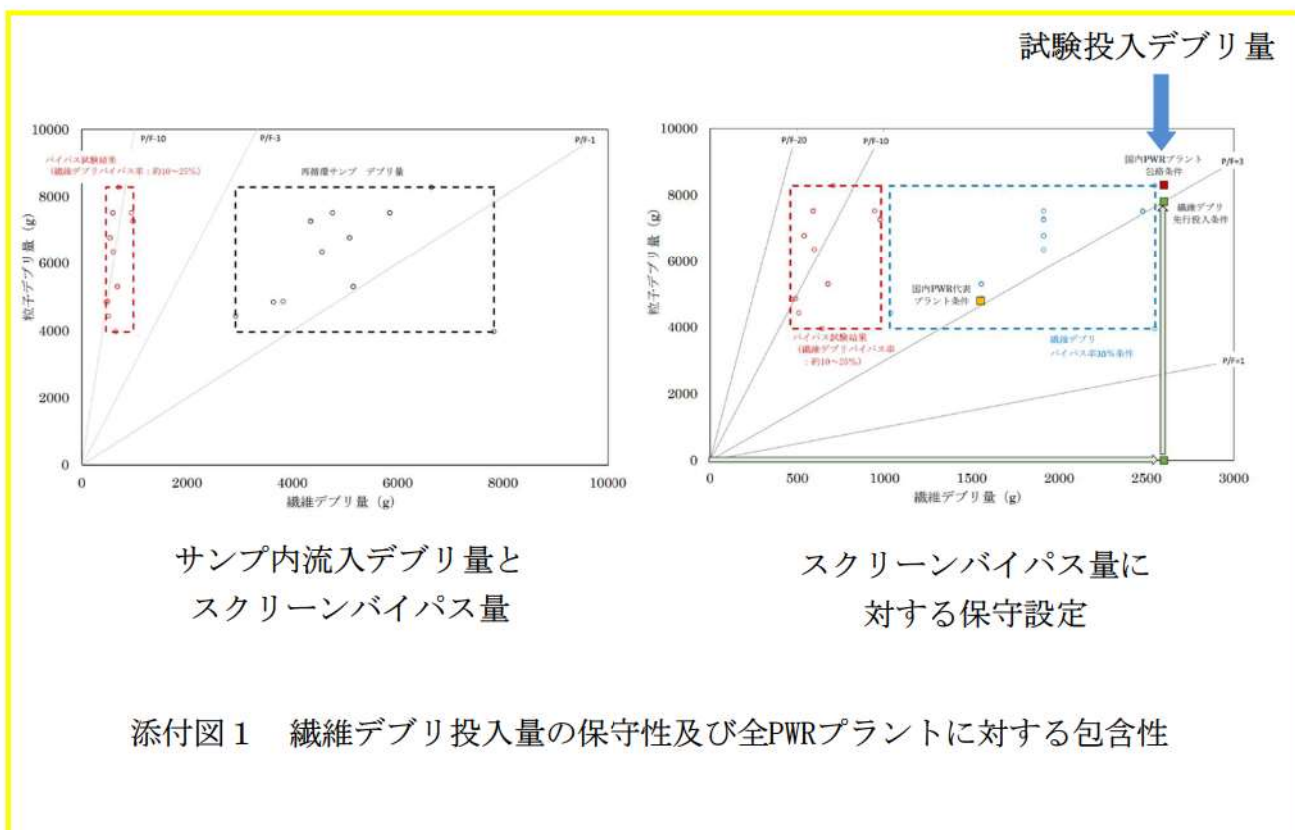 試験投入デブリ量
10000
8000
6000
4000
2000
0
粒子デブリ量 (g)
P/F-10
P/F-3
P/F-1
バイパス試験結果
(繊維デブリバイパス率：約10～25%)
再循環サンプ デブリ量
0
2000
4000
6000
8000
10000
繊維デブリ量 (g)
サンプ内流入デブリ量と
スクリーンバイパス量
10000
8000
6000
4000
2000
0
粒子デブリ量 (g)
P/F-20
P/F-10
P/F=3
P/F=1
国内PWRプラント
包絡条件
繊維デブリ
先行投入条件
国内PWR代表
プラント条件
バイパス試験結果
(繊維デブリバイパス率
：約10～25%)
繊維デブリ
バイパス率30%条件
0
500
1000
1500
2000
2500
3000
繊維デブリ量 (g)
スクリーンバイパス量に
対する保守設定
添付図１ 繊維デブリ投入量の保守性及び全PWRプラントに対する包含性